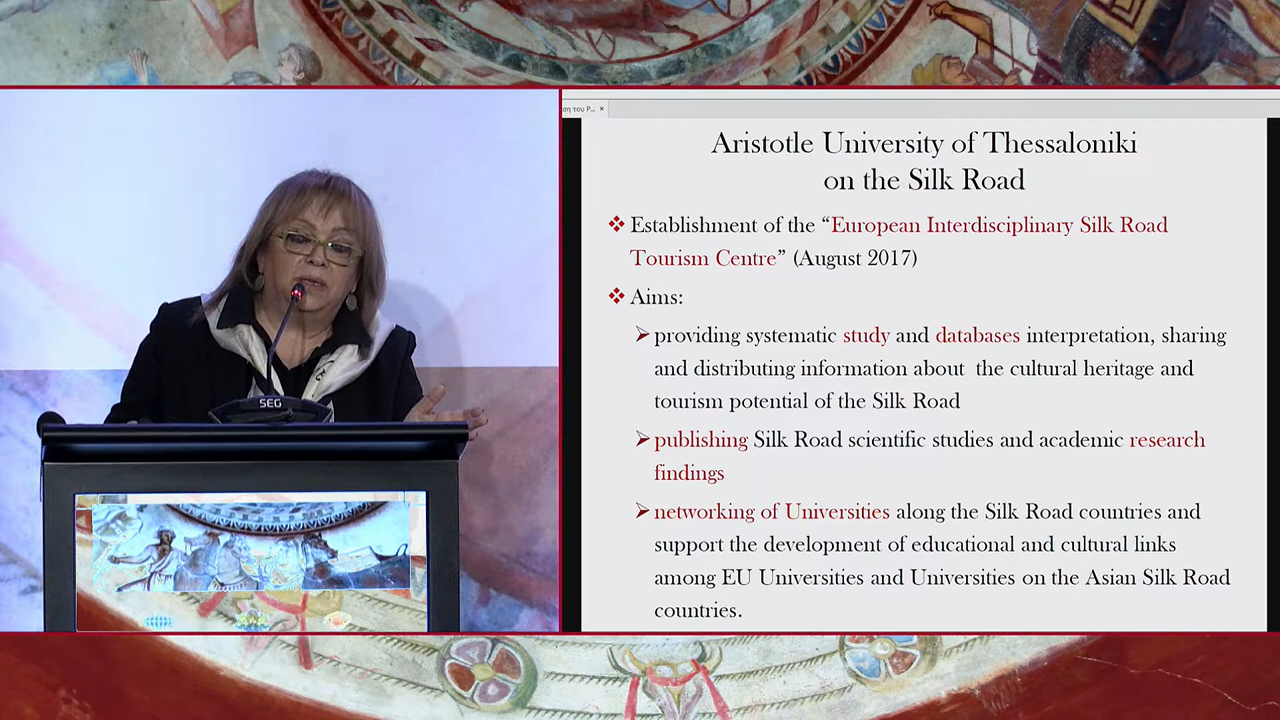 ση του P... ×
Aristotle University of Thessaloniki
on the Silk Road
❖ Establishment of the “European Interdisciplinary Silk Road
Tourism Centre” (August 2017)
❖ Aims:
➢ providing systematic study and databases interpretation, sharing
and distributing information about the cultural heritage and
tourism potential of the Silk Road
➢ publishing Silk Road scientific studies and academic research
findings
➢ networking of Universities along the Silk Road countries and
support the development of educational and cultural links
among EU Universities and Universities on the Asian Silk Road
countries.
SEG